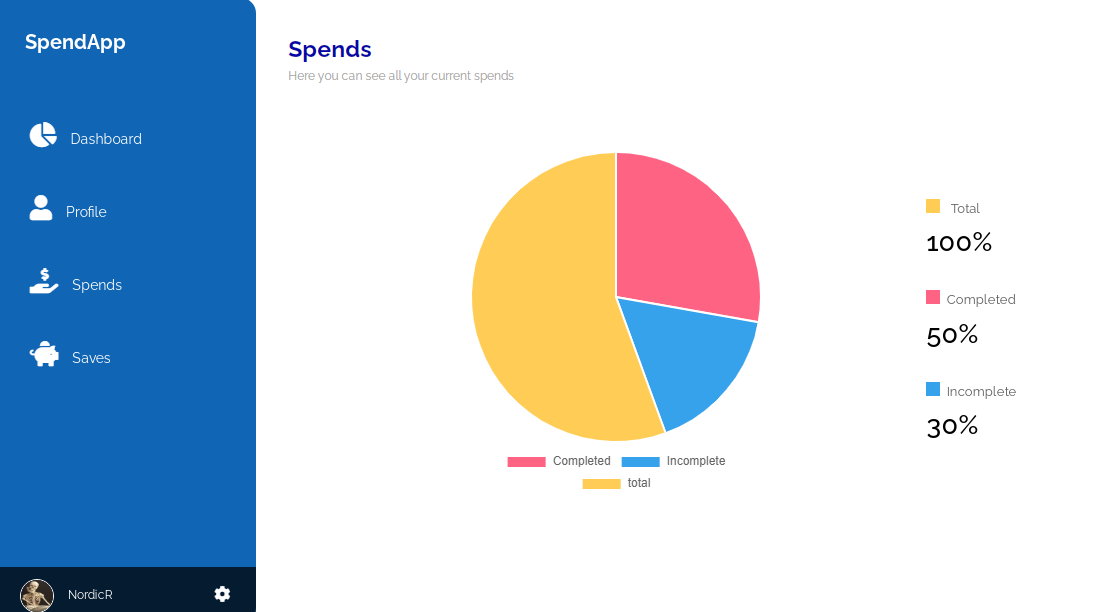 SpendApp
Dashboard
Profile
Spends
Saves
NordicR
Spends
Here you can see all your current spends
Completed
Incomplete
total
Total
100%
Completed
50%
Incomplete
30%